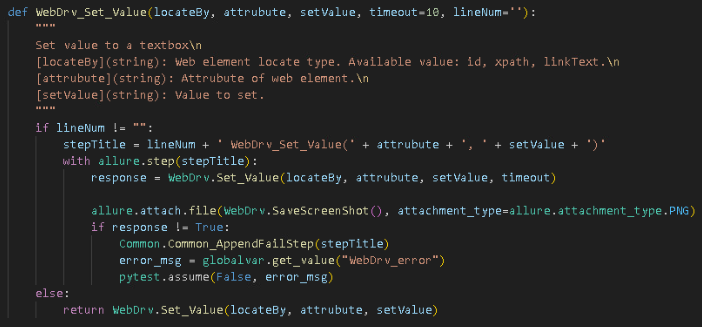 def WebDrv_Set_Value(locateBy, attrubute, setValue, timeout=10, lineNum=''):
    """
    Set value to a textbox\n
    [locateBy](string): Web element locate type. Available value: id, xpath, linkText.\n
    [attrubute](string): Attrubute of web element.\n
    [setValue](string): Value to set.
    """
    if lineNum != "":
        stepTitle = lineNum + ' WebDrv_Set_Value(' + attrubute + ', ' + setValue + ')'
        with allure.step(stepTitle):
            response = WebDrv.Set_Value(locateBy, attrubute, setValue, timeout)

            allure.attach.file(WebDrv.SaveScreenShot(), attachment_type=allure.attachment_type.PNG)
            if response != True:
                Common.Common_AppendFailStep(stepTitle)
                error_msg = globalvar.get_value("WebDrv_error")
                pytest.assume(False, error_msg)
    else:
        return WebDrv.Set_Value(locateBy, attrubute, setValue)